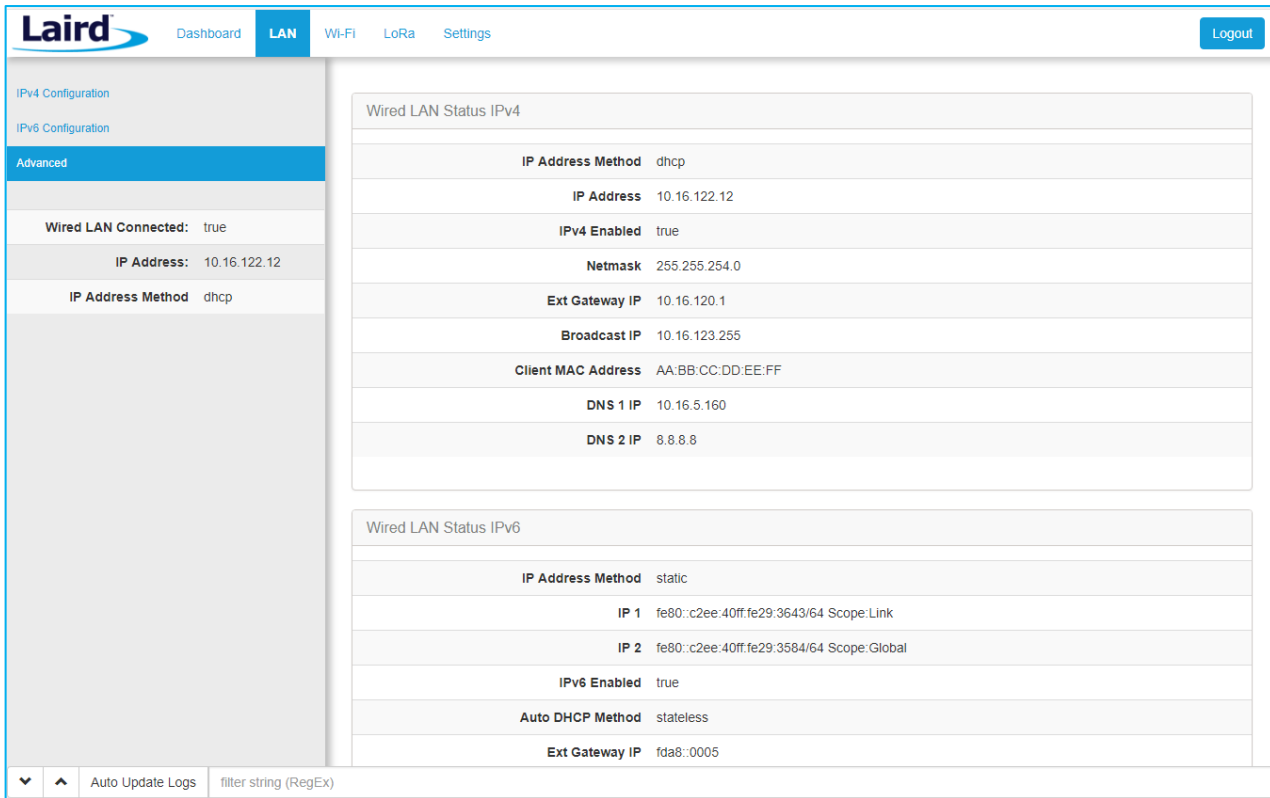 Laird Dashboard LAN Wi-Fi LoRa Settings Logout
IPv4 Configuration
IPv6 Configuration
Advanced
Wired LAN Connected: true
IP Address: 10.16.122.12
IP Address Method dhcp
Wired LAN Status IPv4
IP Address Method dhcp
IP Address 10.16.122.12
IPv4 Enabled true
Netmask 255.255.254.0
Ext Gateway IP 10.16.120.1
Broadcast IP 10.16.123.255
Client MAC Address AA:BB:CC:DD:EE:FF
DNS 1 IP 10.16.5.160
DNS 2 IP 8.8.8.8
Wired LAN Status IPv6
IP Address Method static
IP 1 fe80::c2ee:40ff:fe29:3643/64 Scope:Link
IP 2 fe80::c2ee:40ff:fe29:3584/64 Scope:Global
IPv6 Enabled true
Auto DHCP Method stateless
Ext Gateway IP fda8::0005
Auto Update Logs filter string (RegEx)